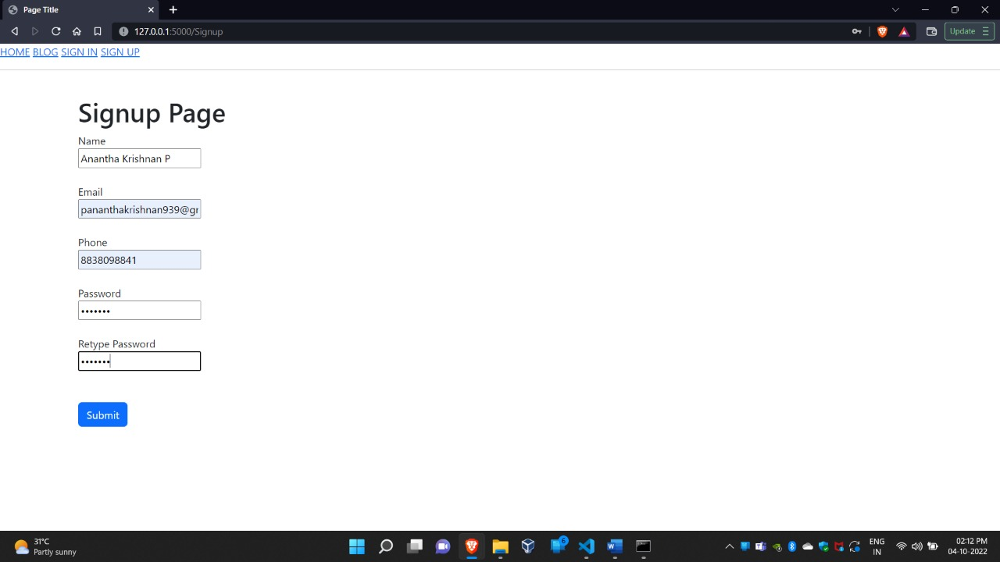 Page Title
127.0.0.1:5000/Signup
Update
HOME BLOG SIGN IN SIGN UP
Signup Page
Name
Anantha Krishnan P
Email
pananthakrishnan939@gr
Phone
8838098841
Password
•••••••
Retype Password
•••••••
Submit
31°C
Partly sunny
6
ENG
IN
02:12 PM
04-10-2022